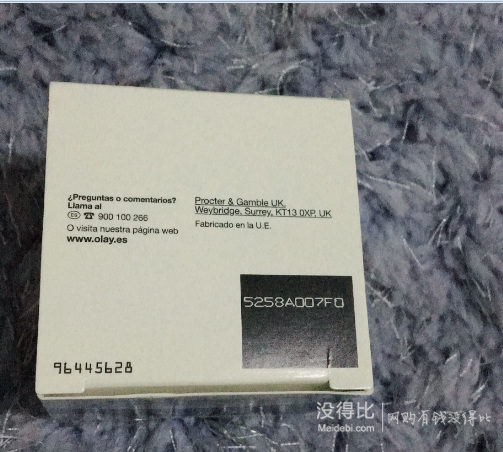 ¿Preguntas o comentarios?
Llama al
ES ☎ 900 100 266
O visita nuestra página web
www.olay.es
Procter & Gamble UK,
Weybridge, Surrey, KT13 0XP, UK
Fabricado en la U.E.
5258A007F0
96445628
没得比
Meidebi.com
网购有钱没得比